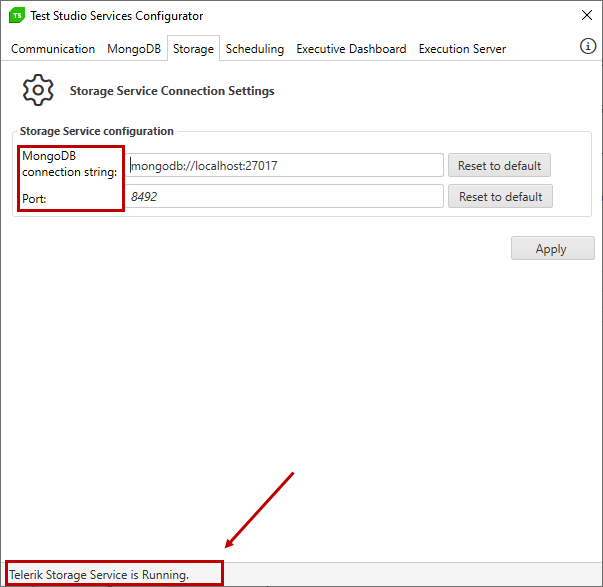 TS Test Studio Services Configurator
Communication MongoDB Storage Scheduling Executive Dashboard Execution Server
Storage Service Connection Settings
Storage Service configuration
MongoDB
connection string: mongodb://localhost:27017 Reset to default
Port: 8492 Reset to default
Apply
Telerik Storage Service is Running.